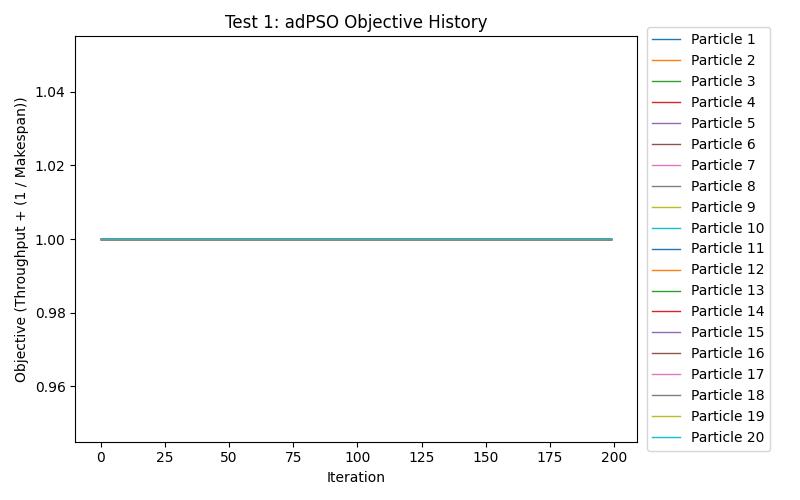 Test 1: adPSO Objective History
Objective (Throughput + (1 / Makespan))
1.04
1.02
1.00
0.98
0.96
0
25
50
75
100
125
150
175
200
Iteration
Particle 1
Particle 2
Particle 3
Particle 4
Particle 5
Particle 6
Particle 7
Particle 8
Particle 9
Particle 10
Particle 11
Particle 12
Particle 13
Particle 14
Particle 15
Particle 16
Particle 17
Particle 18
Particle 19
Particle 20